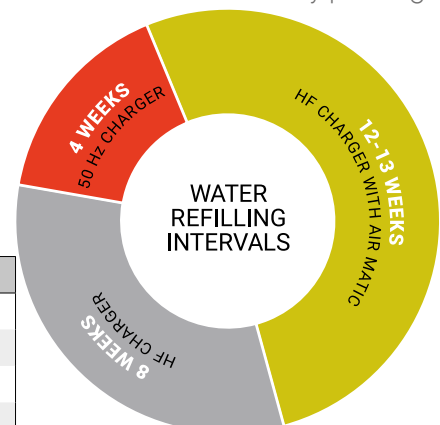 4 WEEKS
50 Hz CHARGER
12-13 WEEKS
HF CHARGER WITH AIR MATIC
WATER
REFILLING
INTERVALS
8 WEEKS
HF CHARGER